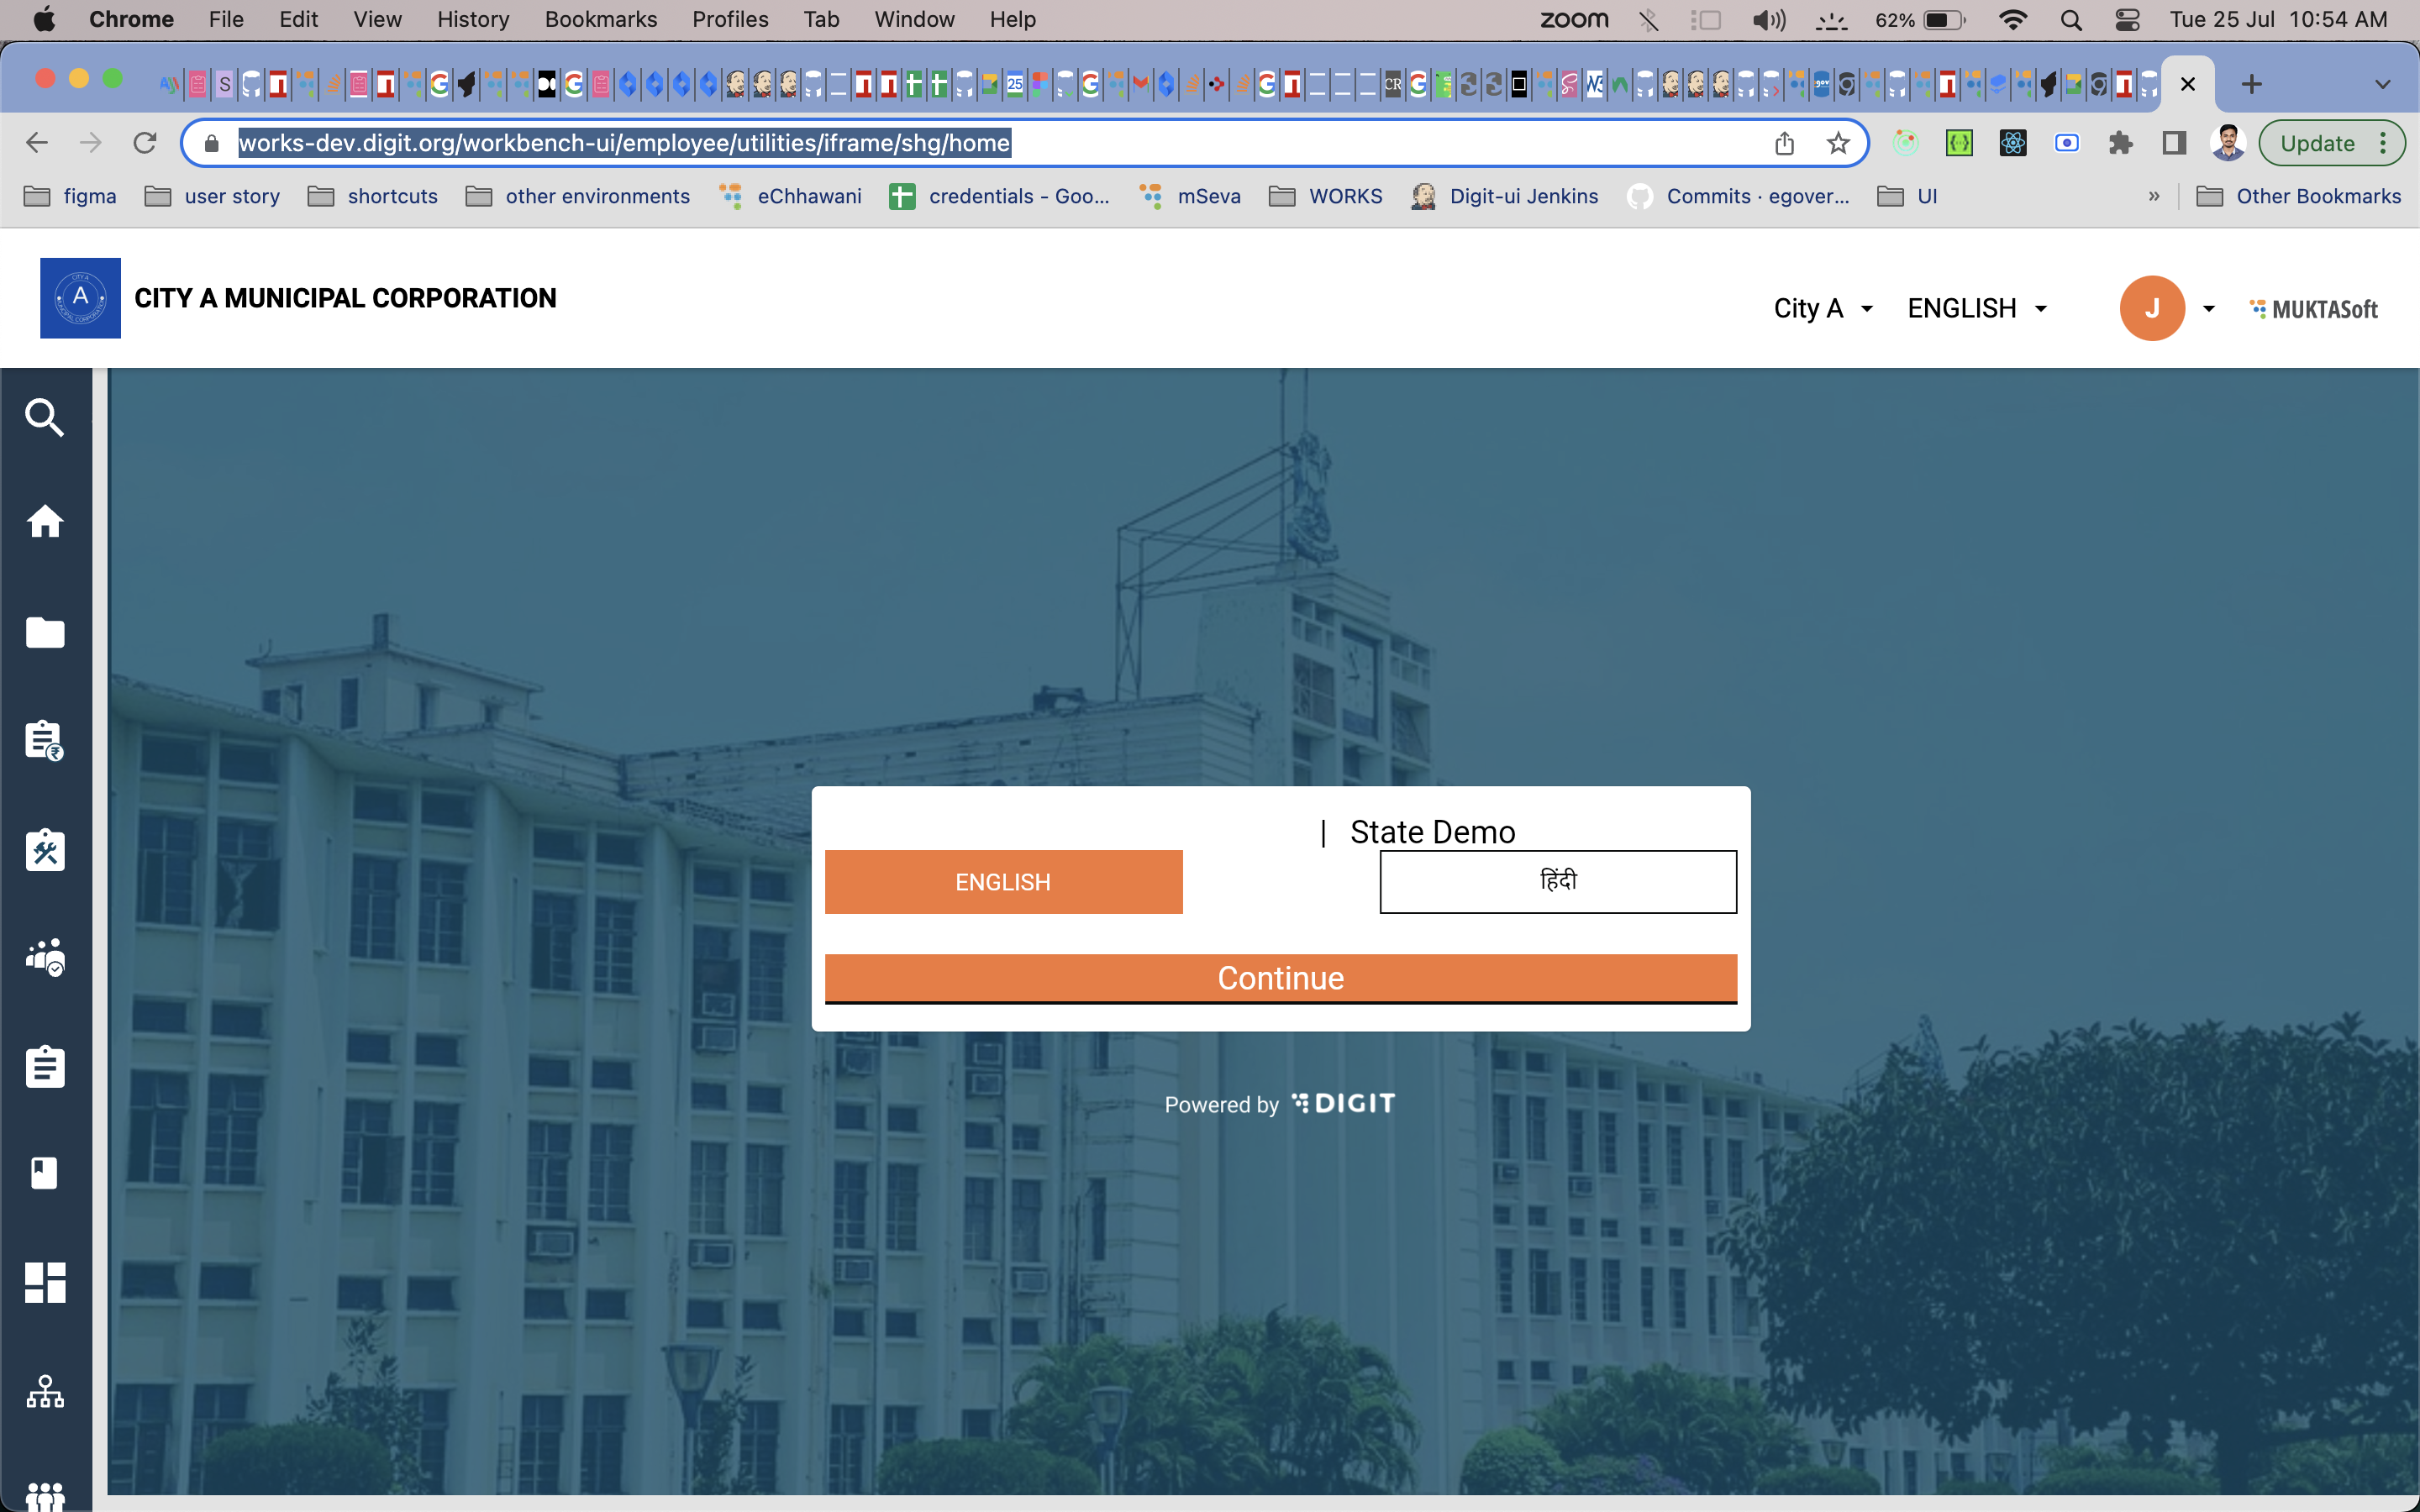 Chrome File Edit View History Bookmarks Profiles Tab Window Help zoom 62% Tue 25 Jul 10:54 AM
works-dev.digit.org/workbench-ui/employee/utilities/iframe/shg/home Update
figma user story shortcuts other environments eChhawani credentials - Goo... mSeva WORKS Digit-ui Jenkins Commits · egover... UI » Other Bookmarks
A CITY A MUNICIPAL CORPORATION City A ENGLISH J MUKTASoft
| State Demo
ENGLISH हिंदी
Continue
Powered by DIGIT